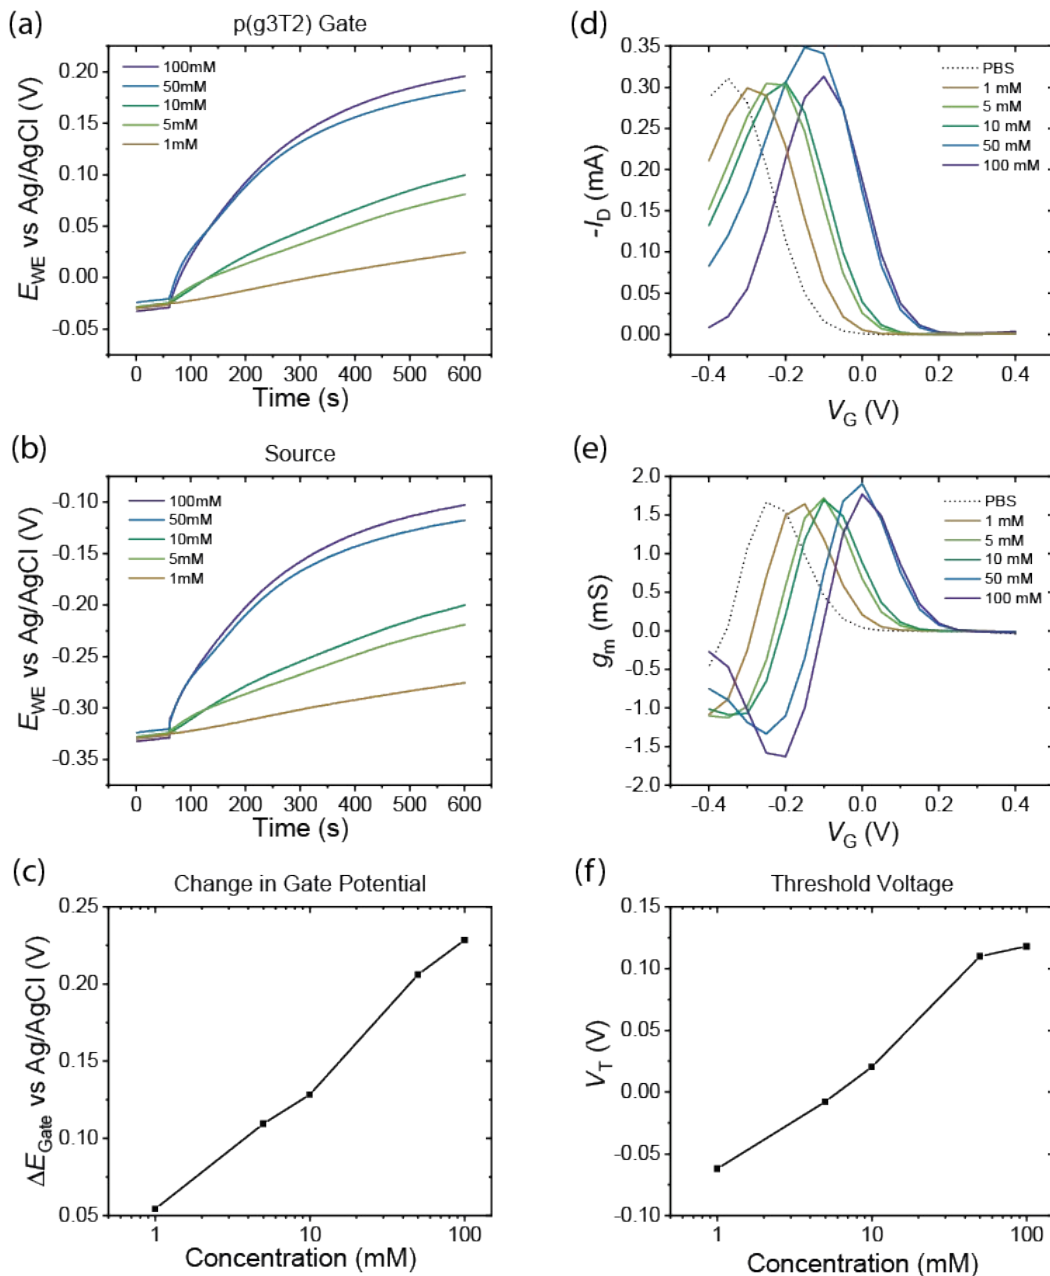 (a)
p(g3T2) Gate
E_WE vs Ag/AgCl (V)
0.20
0.15
0.10
0.05
0.00
-0.05
100mM
50mM
10mM
5mM
1mM
0 100 200 300 400 500 600
Time (s)
(d)
-I_D (mA)
0.35
0.30
0.25
0.20
0.15
0.10
0.05
0.00
PBS
1 mM
5 mM
10 mM
50 mM
100 mM
-0.4 -0.2 0.0 0.2 0.4
V_G (V)
(b)
Source
E_WE vs Ag/AgCl (V)
-0.10
-0.15
-0.20
-0.25
-0.30
-0.35
100mM
50mM
10mM
5mM
1mM
0 100 200 300 400 500 600
Time (s)
(e)
g_m (mS)
2.0
1.5
1.0
0.5
0.0
-0.5
-1.0
-1.5
-2.0
PBS
1 mM
5 mM
10 mM
50 mM
100 mM
-0.4 -0.2 0.0 0.2 0.4
V_G (V)
(c)
Change in Gate Potential
ΔE_Gate vs Ag/AgCl (V)
0.25
0.20
0.15
0.10
0.05
1 10 100
Concentration (mM)
(f)
Threshold Voltage
V_T (V)
0.15
0.10
0.05
0.00
-0.05
-0.10
1 10 100
Concentration (mM)